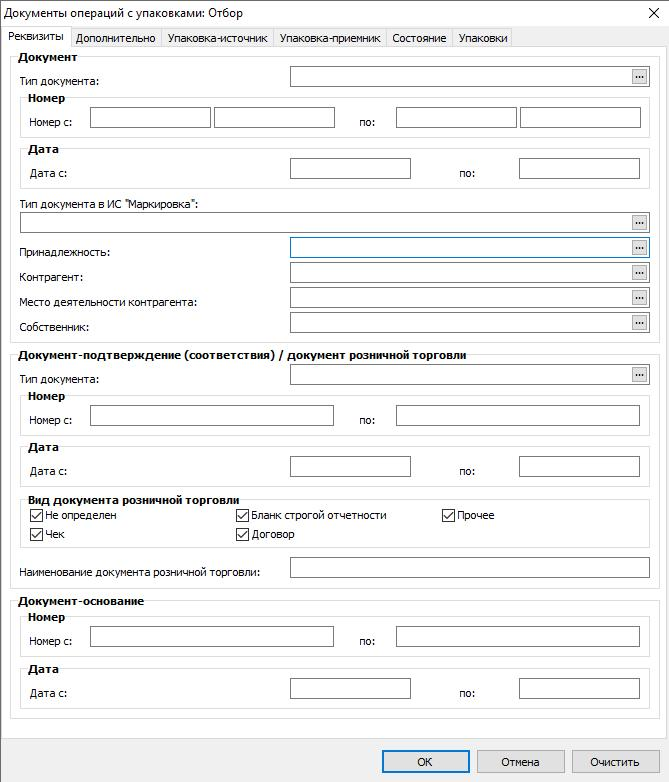 Документы операций с упаковками: Отбор
Реквизиты Дополнительно Упаковка-источник Упаковка-приемник Состояние Упаковки
Документ
Тип документа: ...
Номер
Номер с: по:
Дата
Дата с: по:
Тип документа в ИС "Маркировка":
...
Принадлежность: ...
Контрагент: ...
Место деятельности контрагента: ...
Собственник: ...
Документ-подтверждение (соответствия) / документ розничной торговли
Тип документа: ...
Номер
Номер с: по:
Дата
Дата с: по:
Вид документа розничной торговли
Не определен Бланк строгой отчетности Прочее
Чек Договор
Наименование документа розничной торговли:
Документ-основание
Номер
Номер с: по:
Дата
Дата с: по:
ОК Отмена Очистить